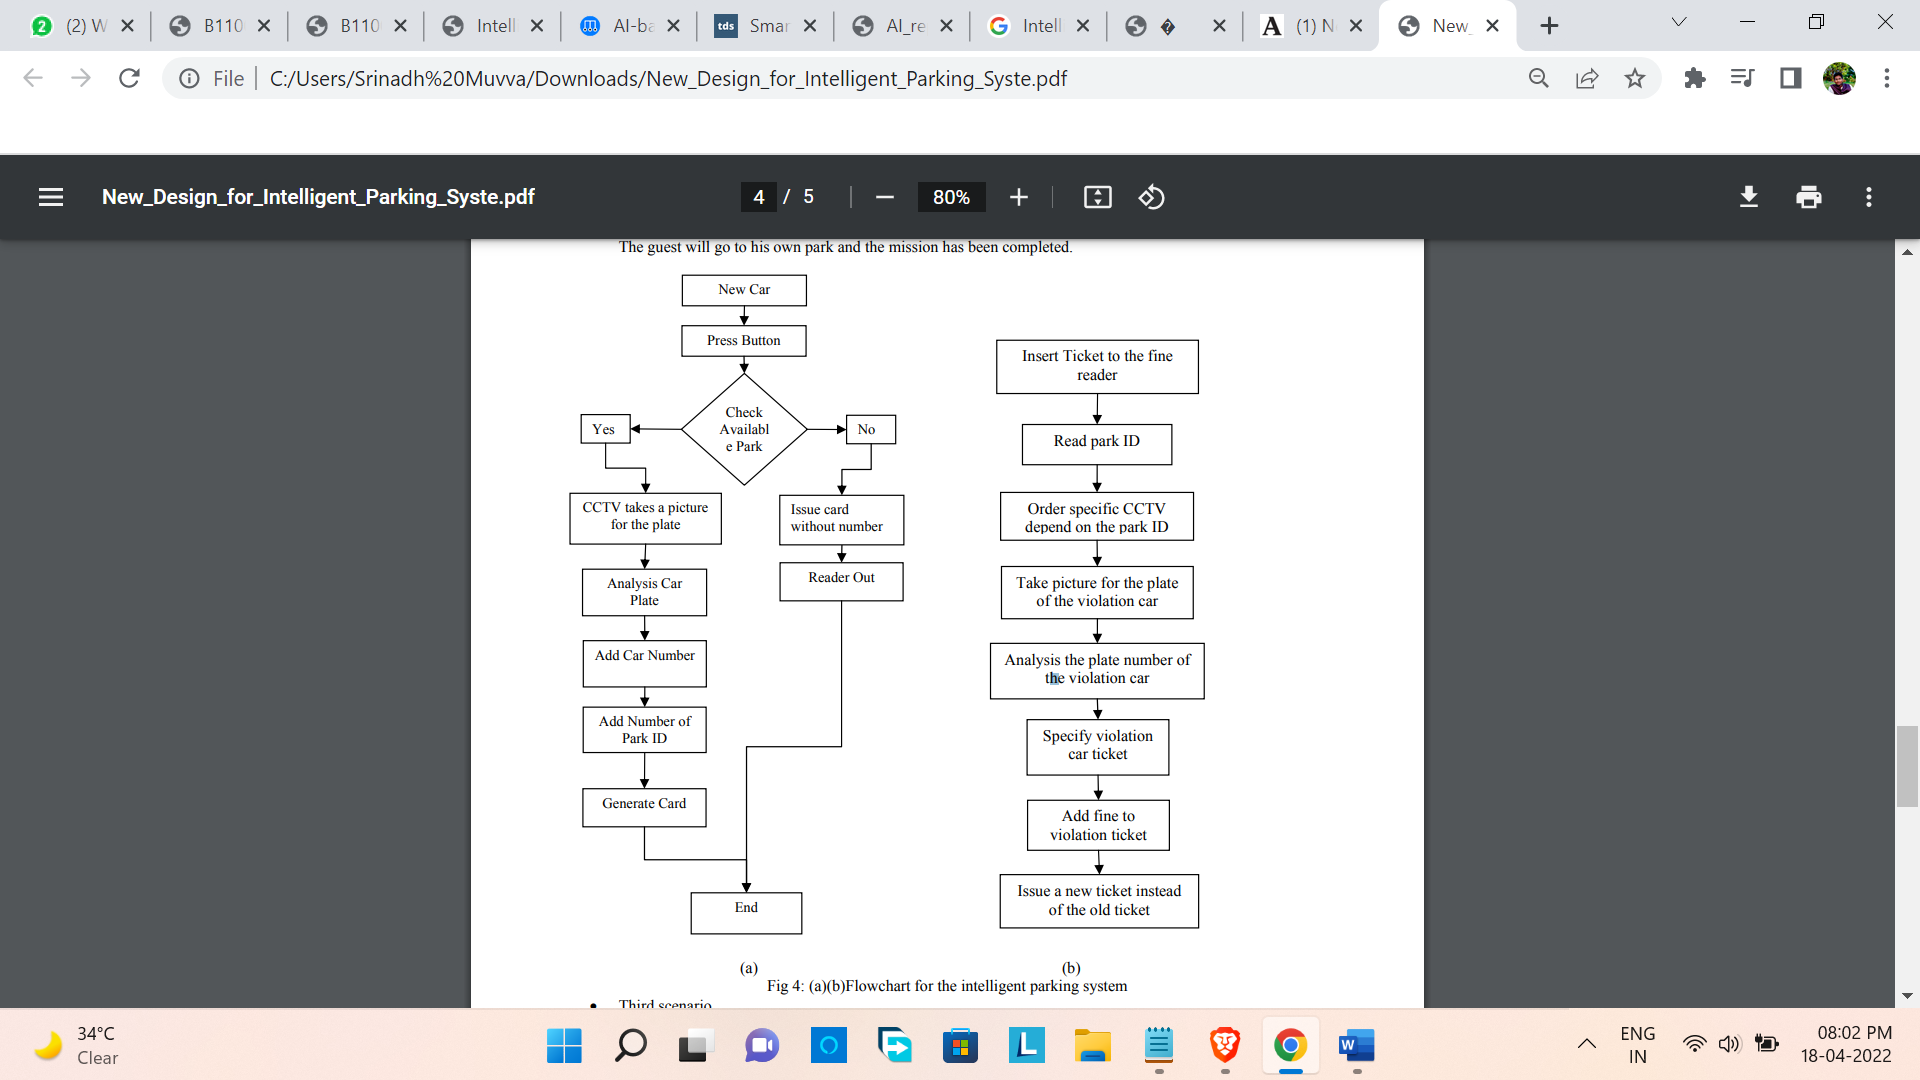 2
(2) W
B110
B110
Intell
AI-ba
tds
Smar
AI_re
G
Intell
A
(1) N
New_
File
C:/Users/Srinadh%20Muvva/Downloads/New_Design_for_Intelligent_Parking_Syste.pdf
New_Design_for_Intelligent_Parking_Syste.pdf
4 / 5
80%
The guest will go to his own park and the mission has been completed.
New Car
Press Button
Check
Availabl
e Park
Yes
No
CCTV takes a picture
for the plate
Issue card
without number
Analysis Car
Plate
Reader Out
Add Car Number
Add Number of
Park ID
Generate Card
End
(a)
Insert Ticket to the fine
reader
Read park ID
Order specific CCTV
depend on the park ID
Take picture for the plate
of the violation car
Analysis the plate number of
the violation car
Specify violation
car ticket
Add fine to
violation ticket
Issue a new ticket instead
of the old ticket
(b)
Fig 4: (a)(b)Flowchart for the intelligent parking system
• Third scenario
34°C
Clear
L
W
ENG
IN
08:02 PM
18-04-2022